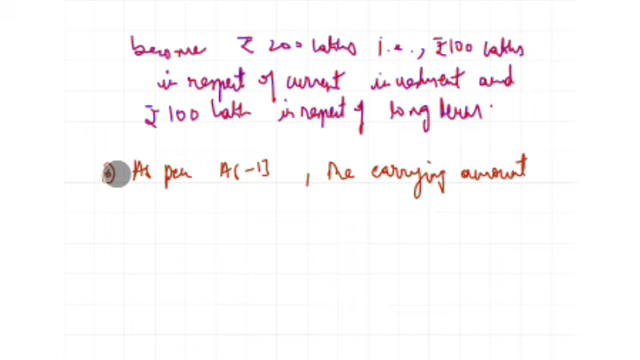 become ₹ 200 lakhs i.e., ₹100 lakhs
in respect of current investment and
₹100 lakh in respect of long term.
As per A(-13, the carrying amount